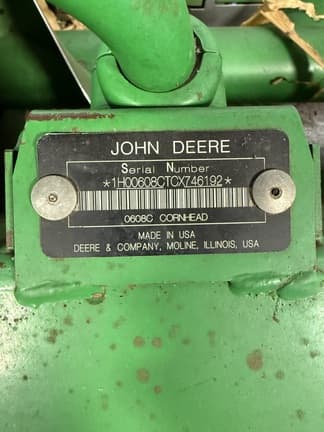 JOHN DEERE
Serial Number
*1H00608CTCX746192*
0608C CORNHEAD
MADE IN USA
DEERE & COMPANY, MOLINE, ILLINOIS, USA